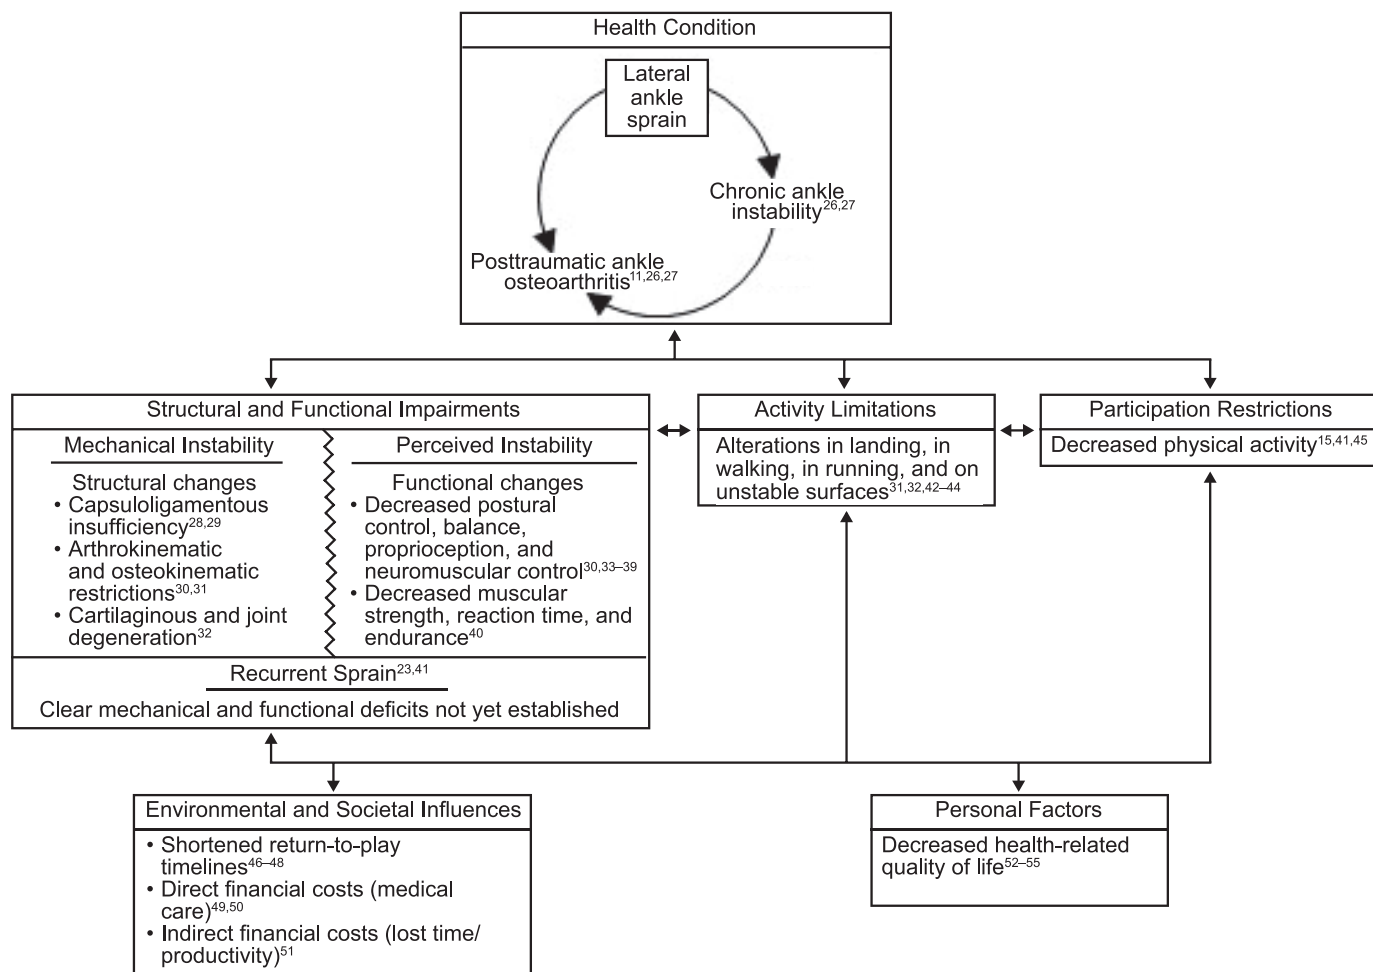 Health Condition
Lateral
ankle
sprain
Chronic ankle
instability26,27
Posttraumatic ankle
osteoarthritis11,26,27
Structural and Functional Impairments
Mechanical Instability
Structural changes
• Capsuloligamentous
insufficiency28,29
• Arthrokinematic
and osteokinematic
restrictions30,31
• Cartilaginous and joint
degeneration32
Perceived Instability
Functional changes
• Decreased postural
control, balance,
proprioception, and
neuromuscular control30,33–39
• Decreased muscular
strength, reaction time, and
endurance40
Recurrent Sprain23,41
Clear mechanical and functional deficits not yet established
Activity Limitations
Alterations in landing, in
walking, in running, and on
unstable surfaces31,32,42–44
Participation Restrictions
Decreased physical activity15,41,45
Environmental and Societal Influences
• Shortened return-to-play
timelines46–48
• Direct financial costs (medical
care)49,50
• Indirect financial costs (lost time/
productivity)51
Personal Factors
Decreased health-related
quality of life52–55